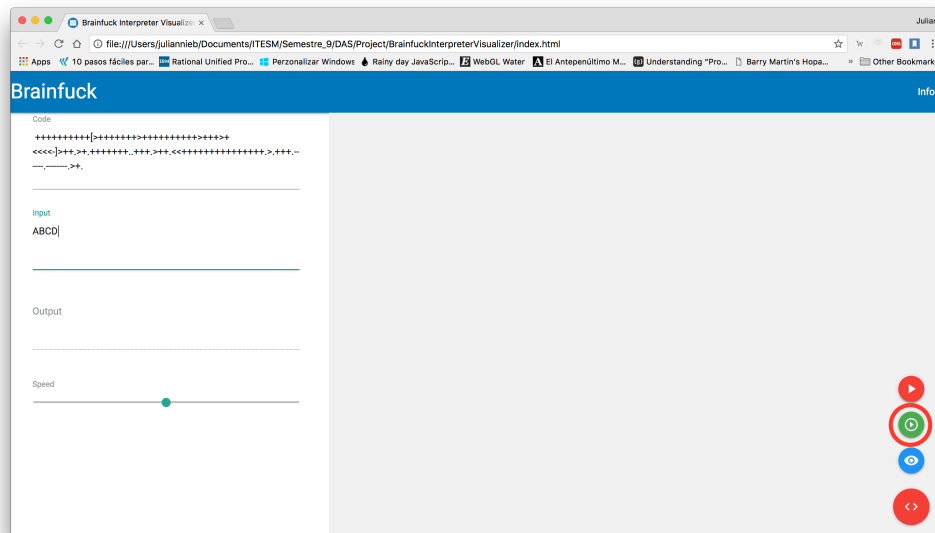 Brainfuck Interpreter Visualize
Julian
file:///Users/juliannieb/Documents/ITESM/Semestre_9/DAS/Project/BrainfuckInterpreterVisualizer/index.html
Apps 10 pasos fáciles par... Rational Unified Pro... Perzonalizar Windows Rainy day JavaScrip... WebGL Water El Antepenúltimo M... Understanding "Pro... Barry Martin's Hopa... » Other Bookmark
Brainfuck
Info
Code
++++++++++[>+++++++>++++++++++>+++>+
<<<<-]>++.>+.+++++++..+++.>++.<<+++++++++++++++.>.+++.--
----.--------.>+.
Input
ABCD
Output
Speed